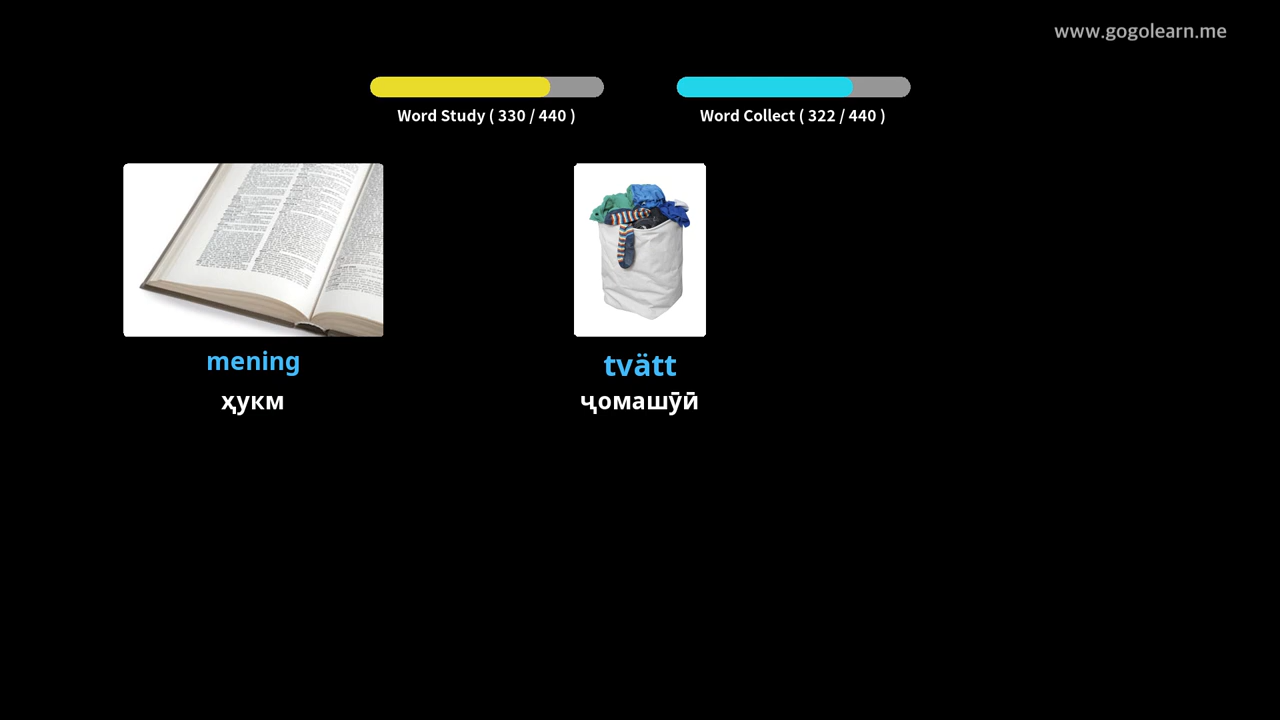 www.gogolearn.me
Word Study ( 330 / 440 )
Word Collect ( 322 / 440 )
mening
ҳукм
tvätt
ҷомашӯӣ